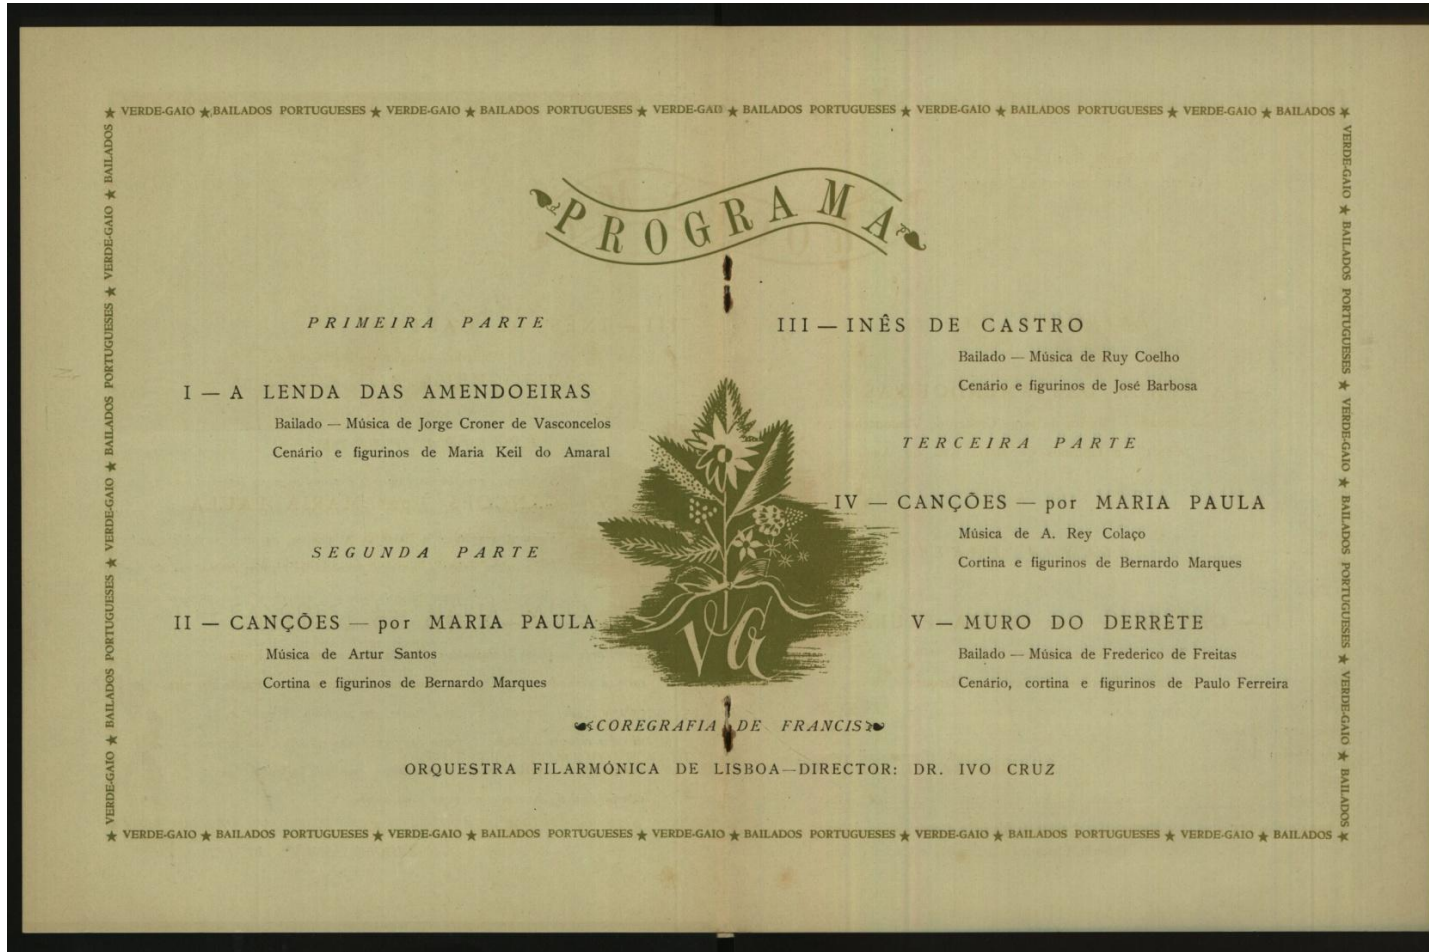 ★ VERDE-GAIO ★ BAILADOS PORTUGUESES ★ VERDE-GAIO ★ BAILADOS PORTUGUESES ★ VERDE-GAIO ★ BAILADOS PORTUGUESES ★ VERDE-GAIO ★ BAILADOS PORTUGUESES ★ VERDE-GAIO ★ BAILADOS ★
PROGRAMA
PRIMEIRA PARTE
I — A LENDA DAS AMENDOEIRAS
Bailado — Música de Jorge Croner de Vasconcelos
Cenário e figurinos de Maria Keil do Amaral
SEGUNDA PARTE
II — CANÇÕES — por MARIA PAULA
Música de Artur Santos
Cortina e figurinos de Bernardo Marques
III — INÊS DE CASTRO
Bailado — Música de Ruy Coelho
Cenário e figurinos de José Barbosa
TERCEIRA PARTE
IV — CANÇÕES — por MARIA PAULA
Música de A. Rey Colaço
Cortina e figurinos de Bernardo Marques
V — MURO DO DERRÊTE
Bailado — Música de Frederico de Freitas
Cenário, cortina e figurinos de Paulo Ferreira
VG
COREGRAFIA DE FRANCIS
ORQUESTRA FILARMÓNICA DE LISBOA — DIRECTOR: DR. IVO CRUZ
VERDE-GAIO ★ BAILADOS PORTUGUESES ★ VERDE-GAIO ★ BAILADOS PORTUGUESES ★ VERDE-GAIO ★ BAILADOS
VERDE-GAIO ★ BAILADOS PORTUGUESES ★ VERDE-GAIO ★ BAILADOS PORTUGUESES ★ VERDE-GAIO ★ BAILADOS
★ VERDE-GAIO ★ BAILADOS PORTUGUESES ★ VERDE-GAIO ★ BAILADOS PORTUGUESES ★ VERDE-GAIO ★ BAILADOS PORTUGUESES ★ VERDE-GAIO ★ BAILADOS PORTUGUESES ★ VERDE-GAIO ★ BAILADOS ★